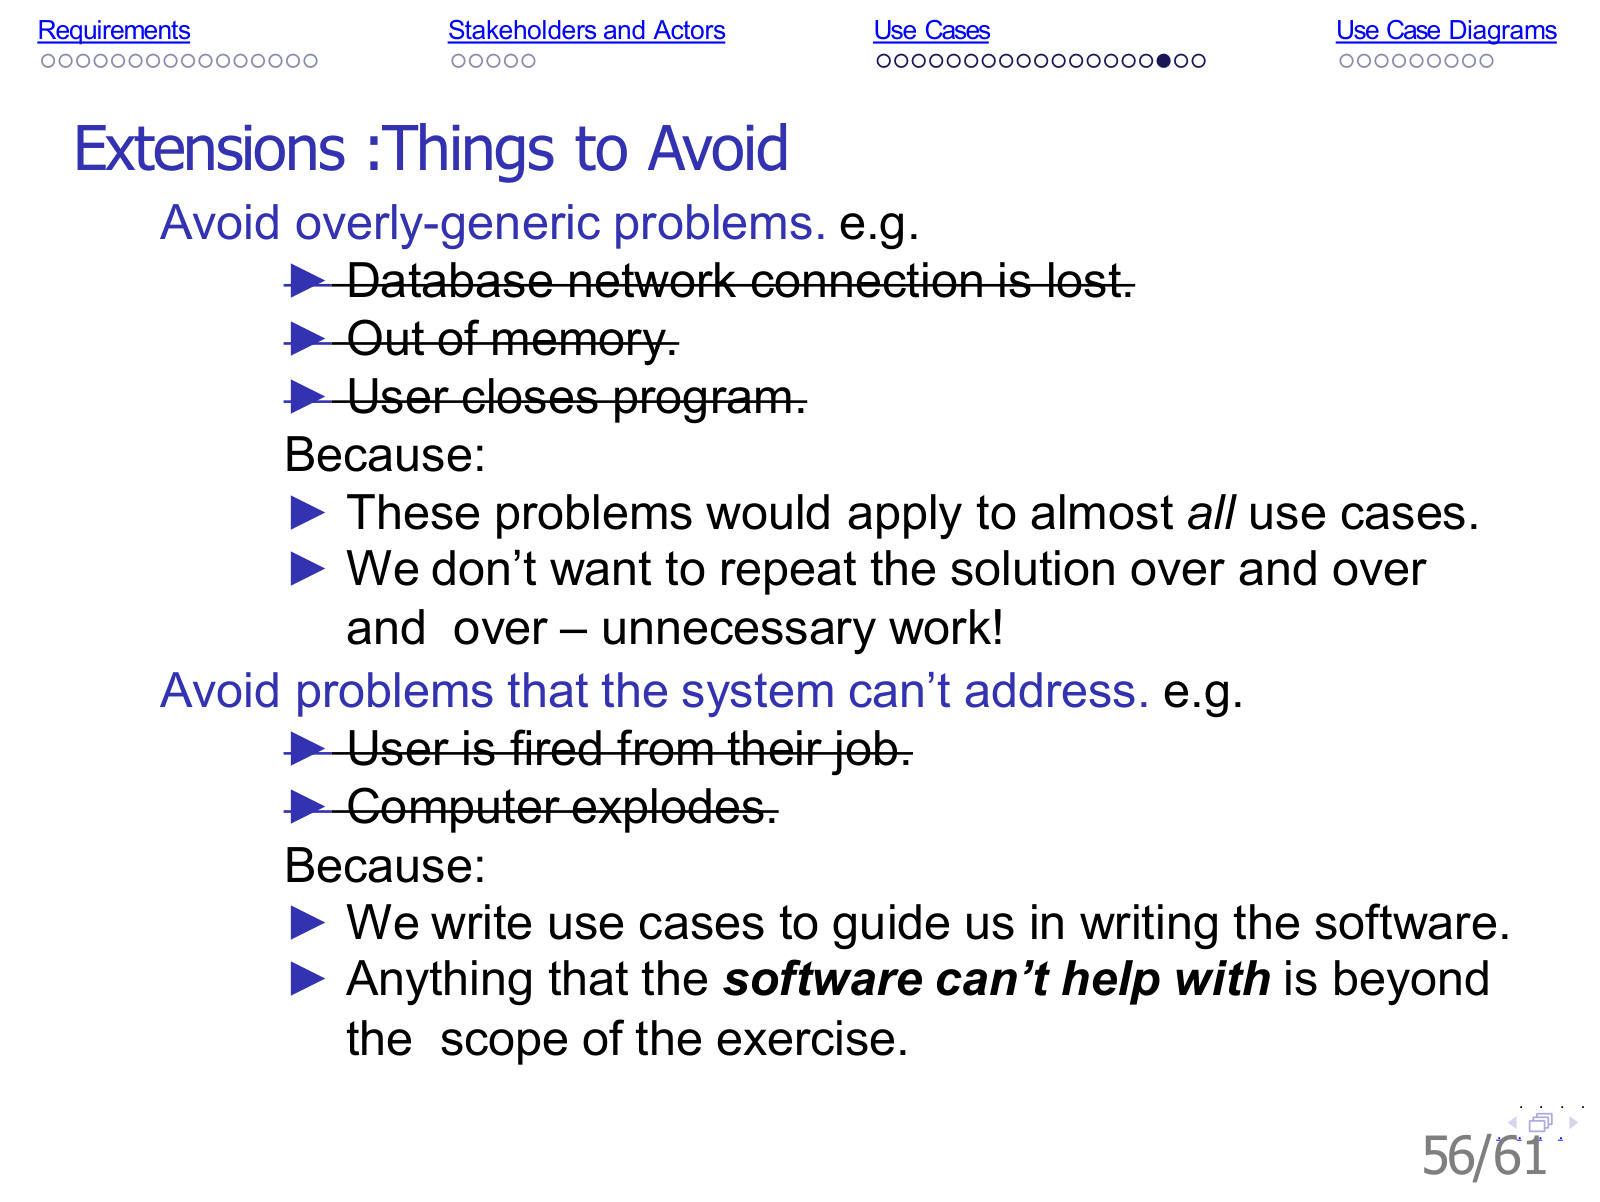 Requirements Stakeholders and Actors Use Cases Use Case Diagrams
Extensions :Things to Avoid
Avoid overly-generic problems. e.g.
► Database network connection is lost.
► Out of memory.
► User closes program.
Because:
► These problems would apply to almost all use cases.
► We don’t want to repeat the solution over and over
and over – unnecessary work!
Avoid problems that the system can’t address. e.g.
► User is fired from their job.
► Computer explodes.
Because:
► We write use cases to guide us in writing the software.
► Anything that the software can’t help with is beyond
the scope of the exercise.
56/61